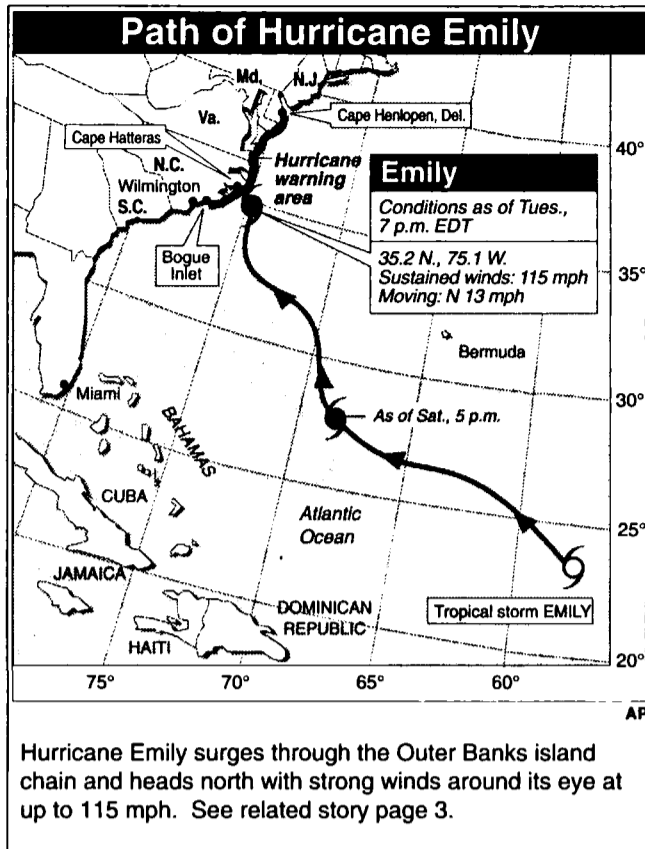 Path of Hurricane Emily
Md.
N.J.
Va.
Cape Henlopen, Del.
Cape Hatteras
N.C.
Hurricane
warning
area
Wilmington
S.C.
Bogue
Inlet
Emily
Conditions as of Tues.,
7 p.m. EDT
35.2 N., 75.1 W.
Sustained winds: 115 mph
Moving: N 13 mph
40°
35°
30°
25°
20°
Bermuda
Miami
As of Sat., 5 p.m.
BAHAMAS
CUBA
Atlantic
Ocean
JAMAICA
DOMINICAN
REPUBLIC
HAITI
Tropical storm EMILY
75°
70°
65°
60°
AP
Hurricane Emily surges through the Outer Banks island
chain and heads north with strong winds around its eye at
up to 115 mph. See related story page 3.